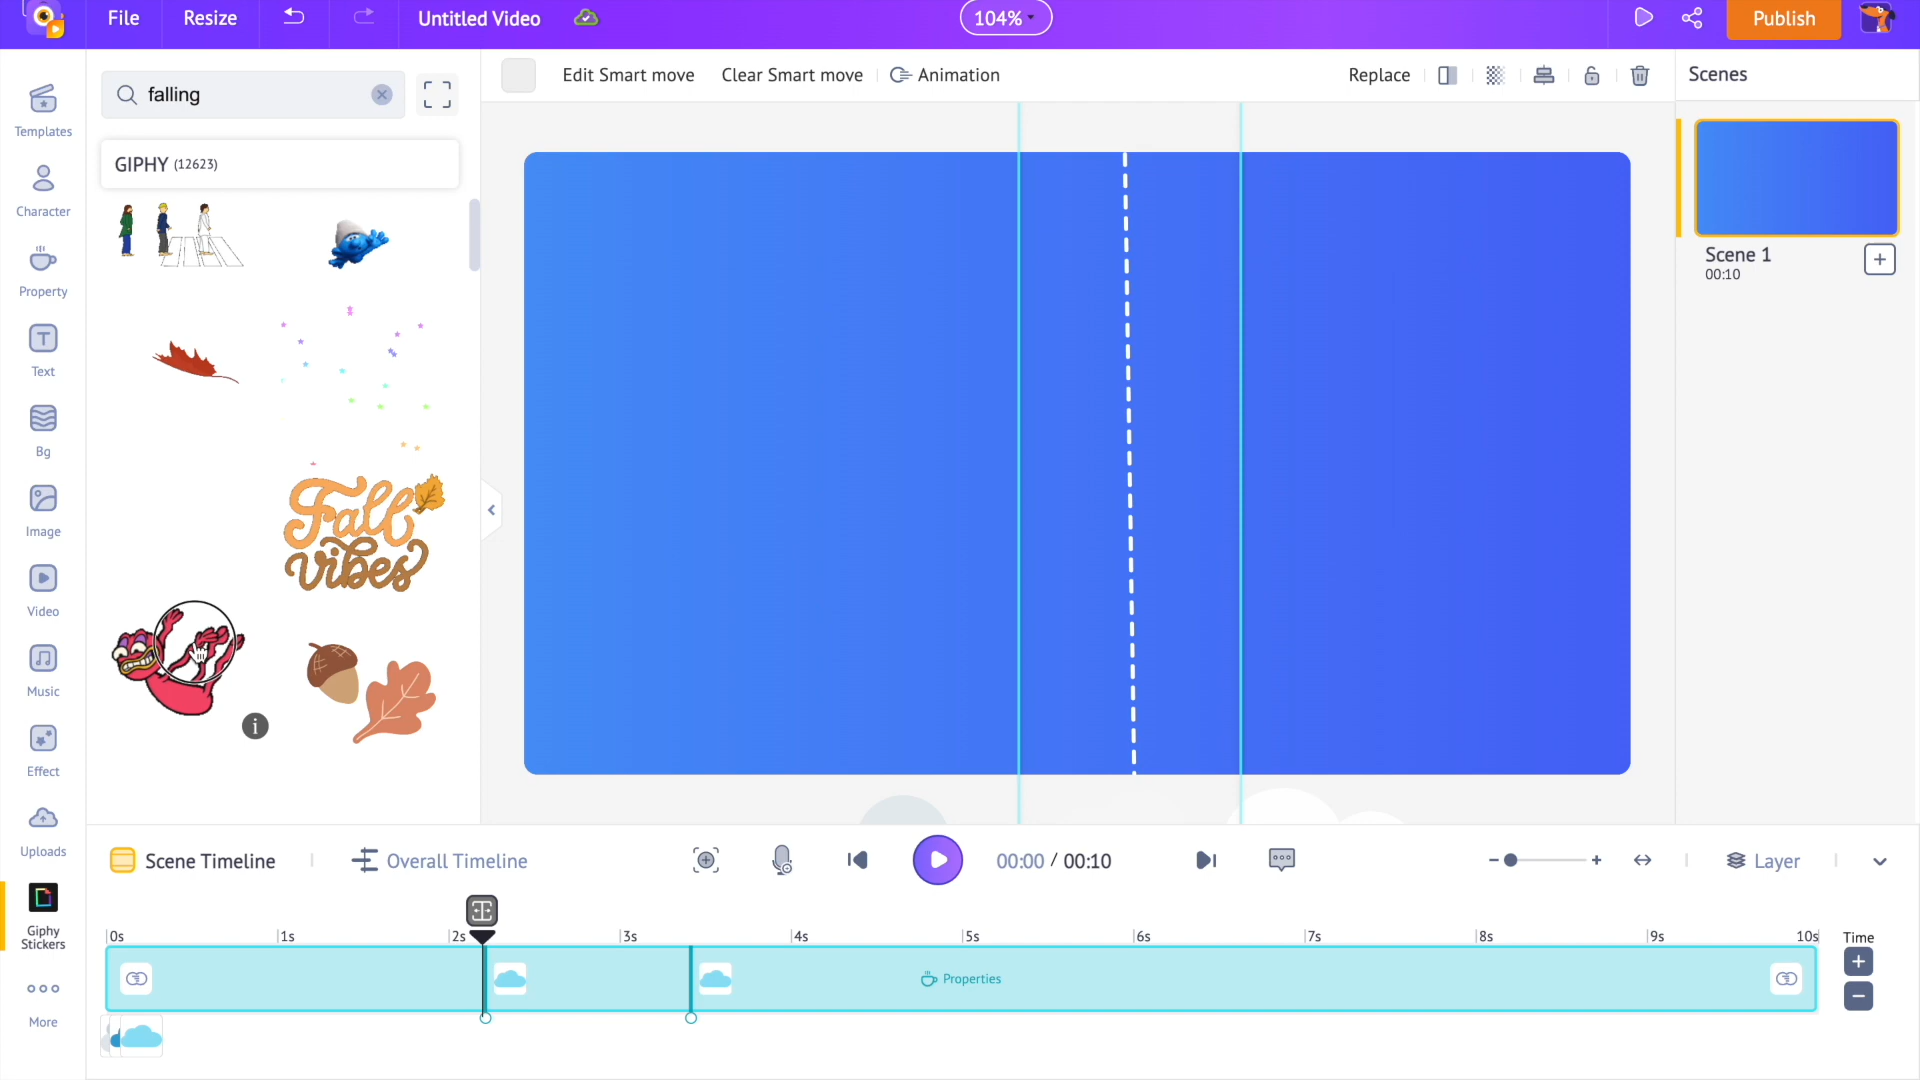 File
Resize
Untitled Video
104%
Publish
falling
Edit Smart move
Clear Smart move
Animation
Replace
Scenes
Templates
Character
Property
Text
Bg
Image
Video
Music
Effect
Uploads
Giphy
Stickers
More
GIPHY (12623)
Fall
vibes
i
Scene 1
00:10
Scene Timeline
Overall Timeline
00:00 / 00:10
Layer
0s
1s
2s
3s
4s
5s
6s
7s
8s
9s
10s
Time
Properties